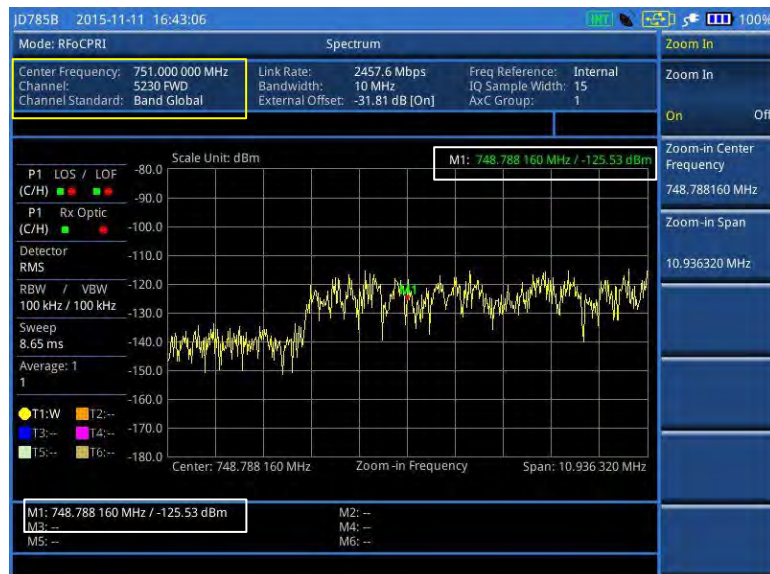 JD785B 2015-11-11 16:43:06 INT 100%
Mode: RFoCPRI Spectrum Zoom In
Center Frequency: 751.000 000 MHz Link Rate: 2457.6 Mbps Freq Reference: Internal
Channel: 5230 FWD Bandwidth: 10 MHz IQ Sample Width: 15
Channel Standard: Band Global External Offset: -31.81 dB [On] AxC Group: 1
Zoom In
On Off
Zoom-in Center
Frequency
748.788160 MHz
Zoom-in Span
10.936320 MHz
Scale Unit: dBm M1: 748.788 160 MHz / -125.53 dBm
P1 LOS / LOF
(C/H)
P1 Rx Optic
(C/H)
Detector
RMS
RBW / VBW
100 kHz / 100 kHz
Sweep
8.65 ms
Average: 1
1
T1:W T2:--
T3:-- T4:--
T5:-- T6:--
-80.0
-90.0
-100.0
-110.0
-120.0
-130.0
-140.0
-150.0
-160.0
-170.0
-180.0
M1
Center: 748.788 160 MHz Zoom -in Frequency Span: 10.936 320 MHz
M1: 748.788 160 MHz / -125.53 dBm M2: --
M3: -- M4: --
M5: -- M6: --